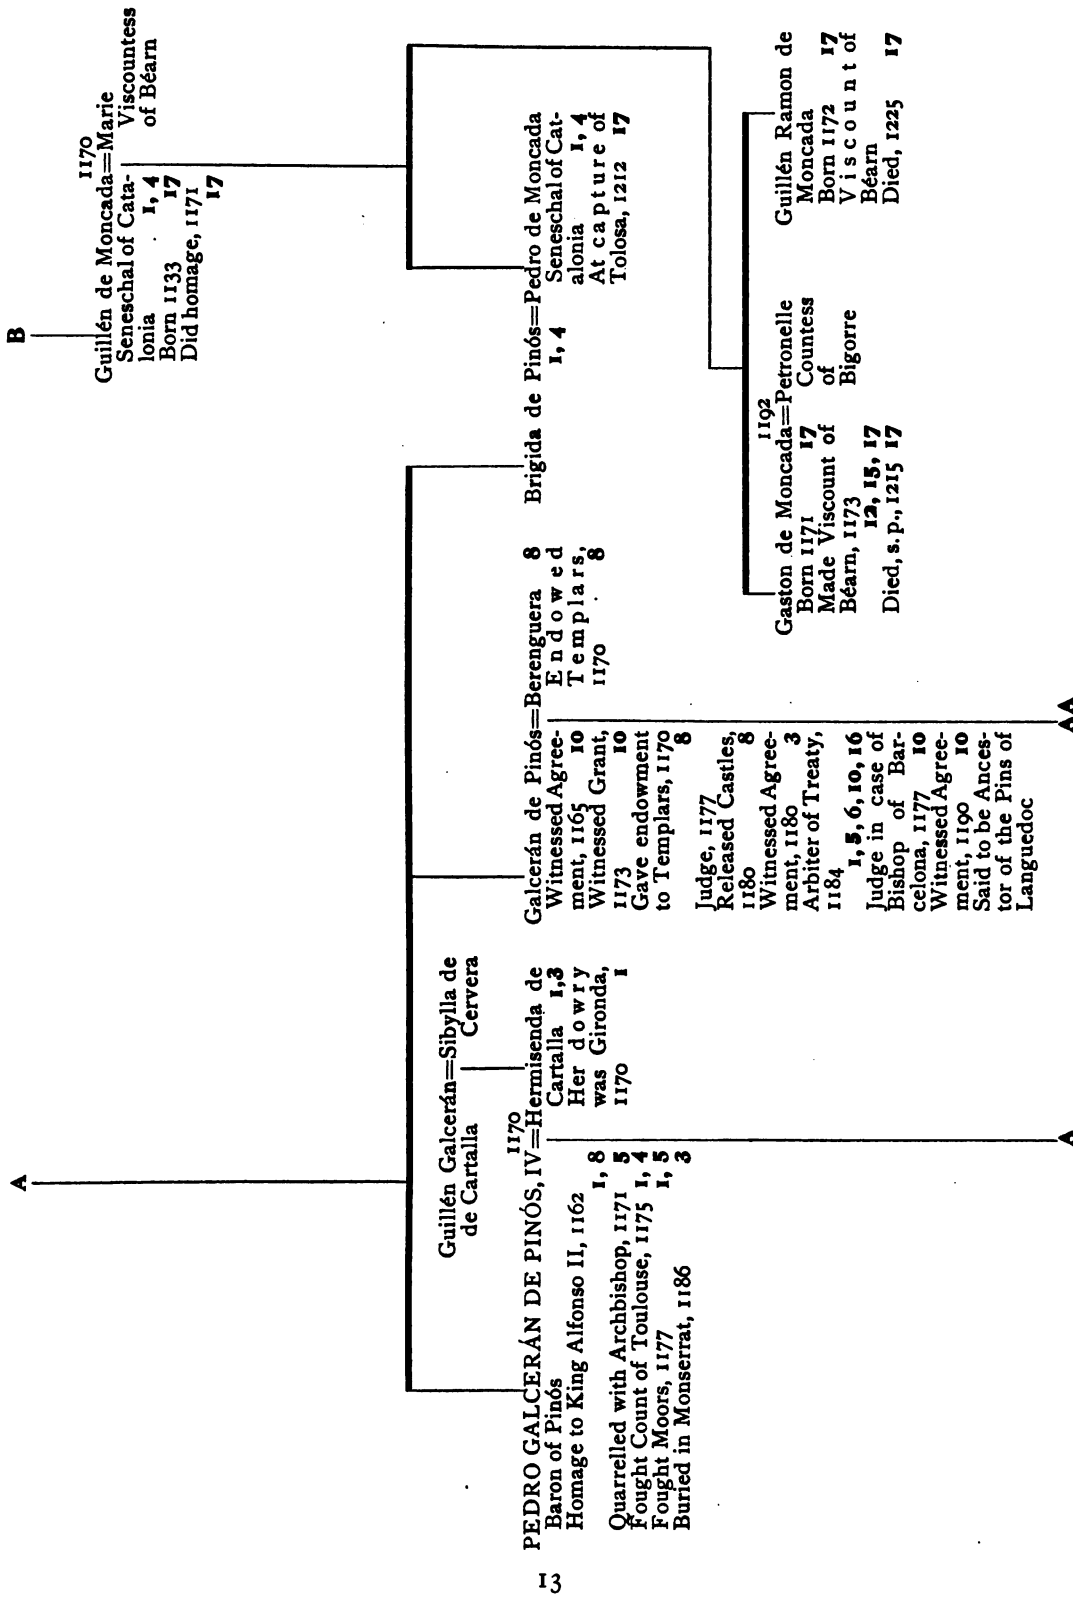 A
B
1170
Guillén de Moncada=Marie
Seneschal of Cata- Viscountess
lonia 1, 4 of Béarn
Born 1133 17
Did homage, 1171
17
Guillén Galcerán=Sibylla de
de Cartalla Cervera
1170
PEDRO GALCERÁN DE PINÓS, IV=Hermisenda de
Baron of Pinós
Homage to King Alfonso II, 1162
1, 8
Quarrelled with Archbishop, 1171 5
Fought Count of Toulouse, 1175 1, 4
Fought Moors, 1177 1, 5
Buried in Monserrat, 1186 3
Cartalla 1,3
Her dowry
was Gironda,
1170 1
Galcerán de Pinós=Berenguera 8
Witnessed Agree-
ment, 1165 10
Witnessed Grant,
1173 10
Gave endowment
to Templars, 1170
8
Judge, 1177
Released Castles,
1180 8
Witnessed Agree-
ment, 1180 3
Arbiter of Treaty,
1184
1, 5, 6, 10, 16
Judge in case of
Bishop of Bar-
celona, 1177 10
Witnessed Agree-
ment, 1190 10
Said to be Ances-
tor of the Pins of
Languedoc
Endowed
Templars,
1170 8
Brigida de Pinós=Pedro de Moncada
1, 4
Seneschal of Cat-
alonia 1, 4
At capture of
Tolosa, 1212 17
1192
Gaston de Moncada=Petronelle
Born 1171 17
Made Viscount of
Béarn, 1173
12, 15, 17
Died, s.p., 1215 17
Countess
of
Bigorre
Guillén Ramon de
Moncada
Born 1172 17
Viscount of
Béarn
Died, 1225 17
A
AA
13